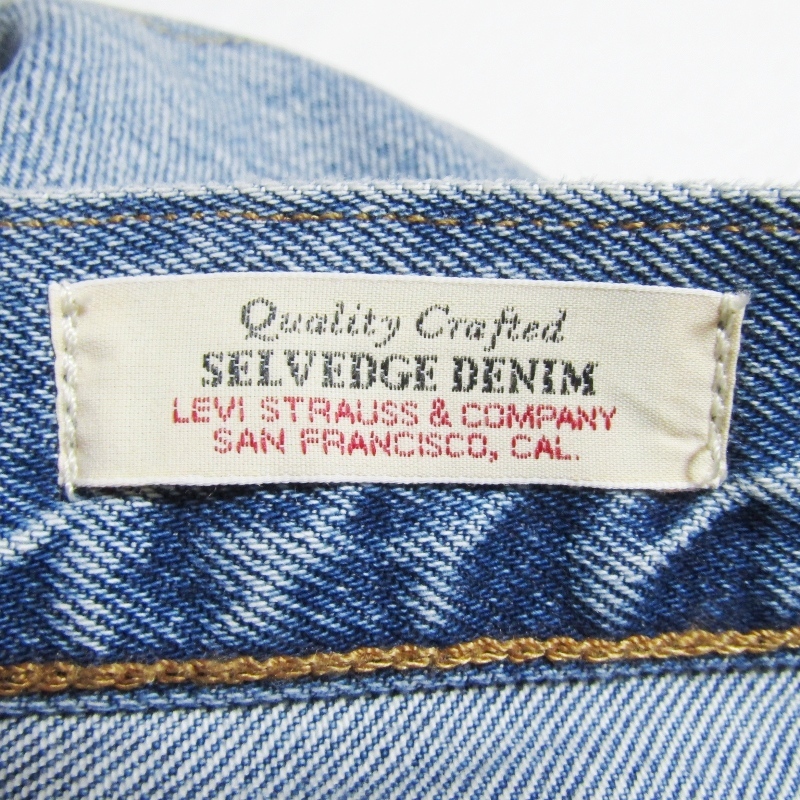 Quality Crafted
SELVEDGE DENIM
LEVI STRAUSS & COMPANY
SAN FRANCISCO, CAL.